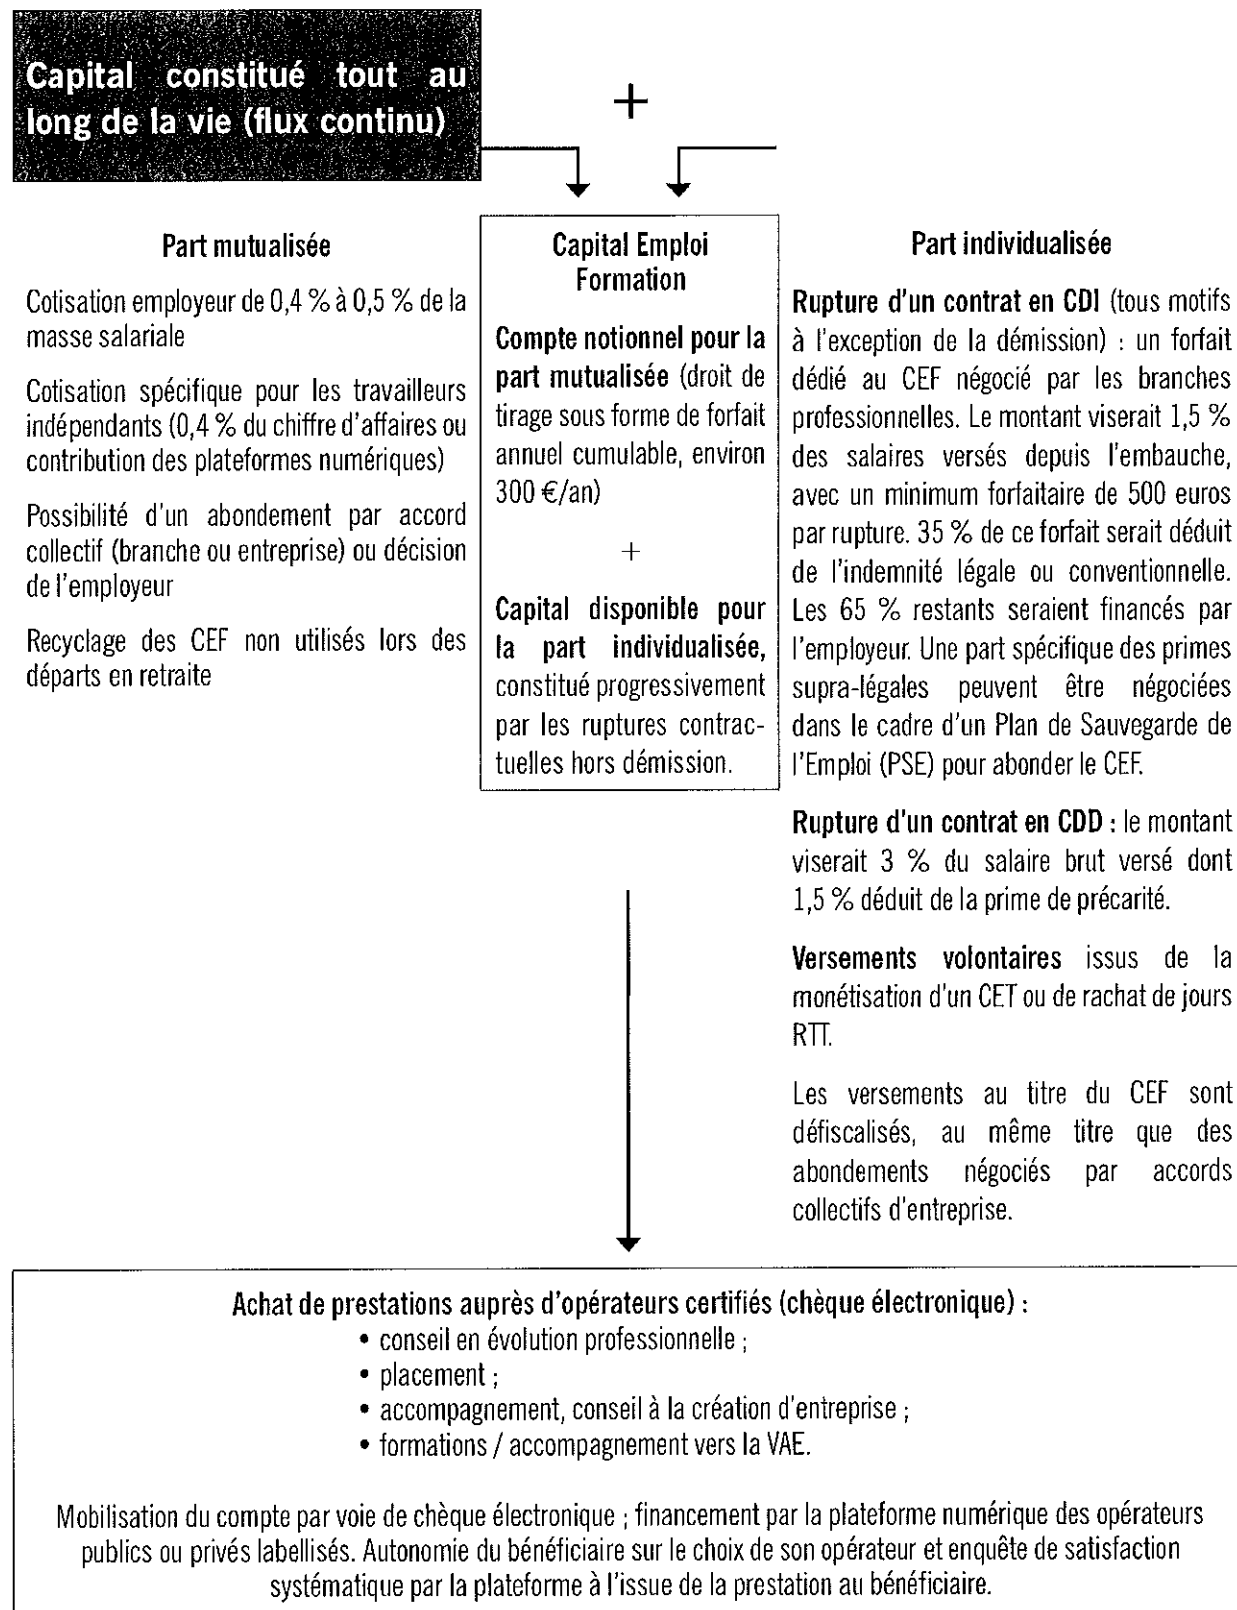 Capital constitué tout au
long de la vie (flux continu)
+
Part mutualisée
Cotisation employeur de 0,4 % à 0,5 % de la
masse salariale
Cotisation spécifique pour les travailleurs
indépendants (0,4 % du chiffre d'affaires ou
contribution des plateformes numériques)
Possibilité d'un abondement par accord
collectif (branche ou entreprise) ou décision
de l'employeur
Recyclage des CEF non utilisés lors des
départs en retraite
Capital Emploi
Formation
Compte notionnel pour la
part mutualisée (droit de
tirage sous forme de forfait
annuel cumulable, environ
300 €/an)
+
Capital disponible pour
la part individualisée,
constitué progressivement
par les ruptures contrac-
tuelles hors démission.
Part individualisée
Rupture d'un contrat en CDI (tous motifs
à l'exception de la démission) : un forfait
dédié au CEF négocié par les branches
professionnelles. Le montant viserait 1,5 %
des salaires versés depuis l'embauche,
avec un minimum forfaitaire de 500 euros
par rupture. 35 % de ce forfait serait déduit
de l'indemnité légale ou conventionnelle.
Les 65 % restants seraient financés par
l'employeur. Une part spécifique des primes
supra-légales peuvent être négociées
dans le cadre d'un Plan de Sauvegarde de
l'Emploi (PSE) pour abonder le CEF.
Rupture d'un contrat en CDD : le montant
viserait 3 % du salaire brut versé dont
1,5 % déduit de la prime de précarité.
Versements volontaires issus de la
monétisation d'un CET ou de rachat de jours
RTT.
Les versements au titre du CEF sont
défiscalisés, au même titre que des
abondements négociés par accords
collectifs d'entreprise.
Achat de prestations auprès d'opérateurs certifiés (chèque électronique) :
• conseil en évolution professionnelle ;
• placement ;
• accompagnement, conseil à la création d'entreprise ;
• formations / accompagnement vers la VAE.
Mobilisation du compte par voie de chèque électronique ; financement par la plateforme numérique des opérateurs
publics ou privés labellisés. Autonomie du bénéficiaire sur le choix de son opérateur et enquête de satisfaction
systématique par la plateforme à l'issue de la prestation au bénéficiaire.